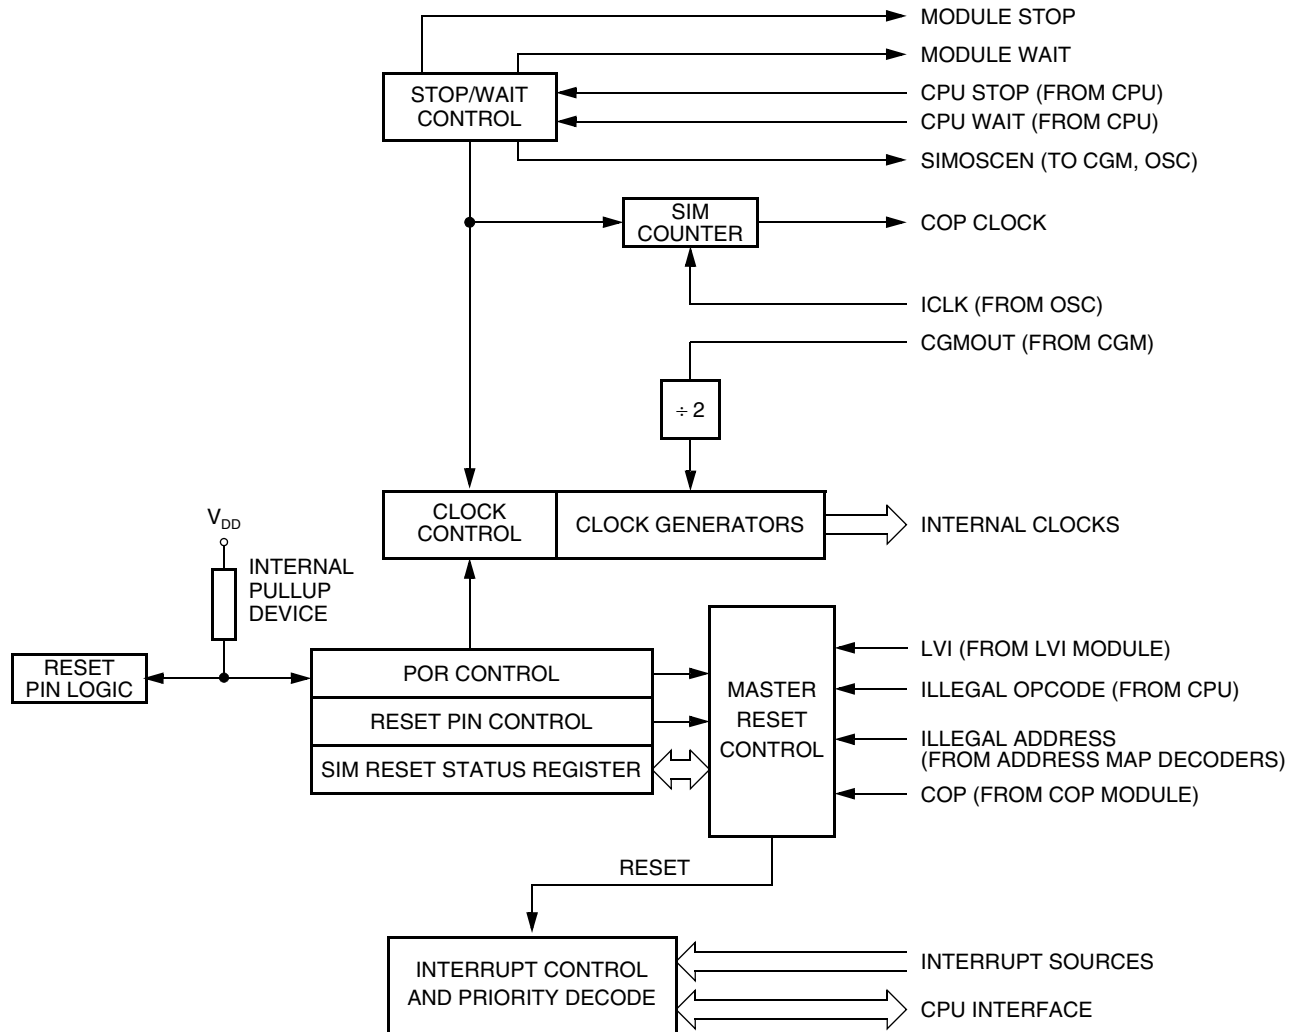 MODULE STOP
MODULE WAIT
STOP/WAIT
CONTROL
CPU STOP (FROM CPU)
CPU WAIT (FROM CPU)
SIMOSCEN (TO CGM, OSC)
SIM
COUNTER
COP CLOCK
ICLK (FROM OSC)
CGMOUT (FROM CGM)
÷ 2
CLOCK
CONTROL
CLOCK GENERATORS
INTERNAL CLOCKS
VDD
INTERNAL
PULLUP
DEVICE
RESET
PIN LOGIC
POR CONTROL
RESET PIN CONTROL
SIM RESET STATUS REGISTER
MASTER
RESET
CONTROL
LVI (FROM LVI MODULE)
ILLEGAL OPCODE (FROM CPU)
ILLEGAL ADDRESS
(FROM ADDRESS MAP DECODERS)
COP (FROM COP MODULE)
RESET
INTERRUPT CONTROL
AND PRIORITY DECODE
INTERRUPT SOURCES
CPU INTERFACE